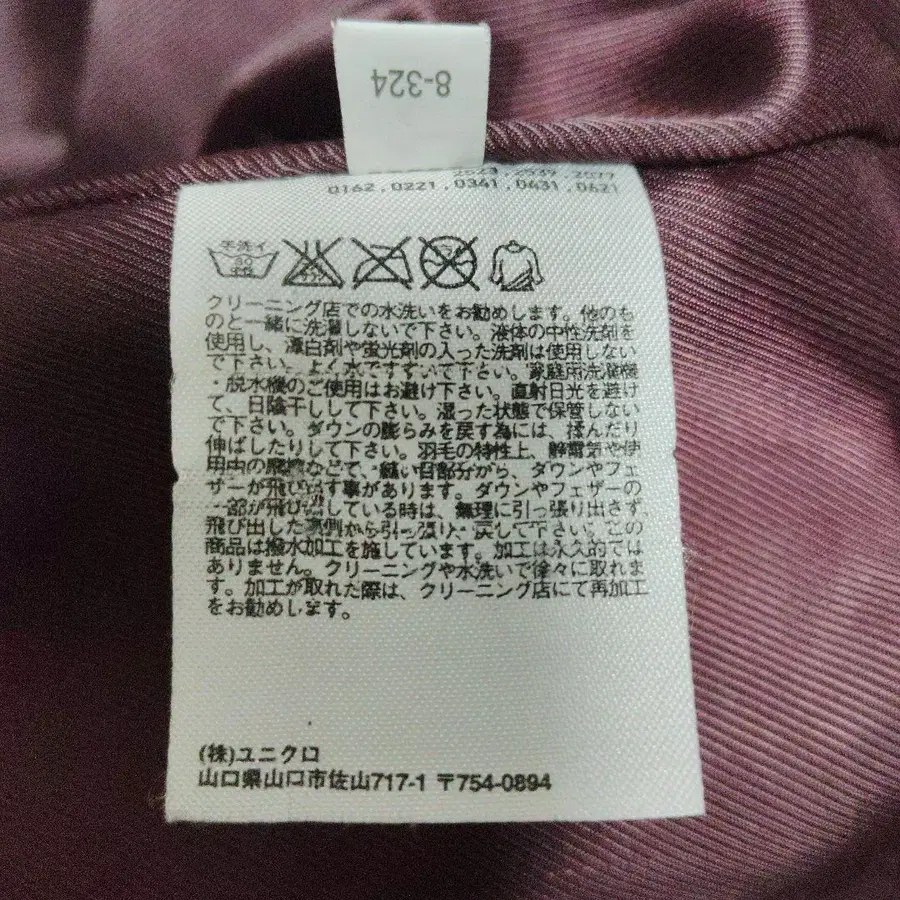 8-324
2523,2539,2077
0162,0221,0341,0431,0621
手洗イ
30
中性
クリーニング店での水洗いをお勧めします。他のも
のと一緒に洗濯しないで下さい。液体の中性洗剤を
使用し、漂白剤や蛍光剤の入った洗剤は使用しない
で下さい。よく水ですすいで下さい。家庭用洗濯機
・脱水機のご使用はお避け下さい。直射日光を避け
て、日陰干しして下さい。湿った状態で保管しない
で下さい。ダウンの膨らみを戻す為には、揉んだり
伸ばしたりして下さい。羽毛の特性上、静電気や使
用中の摩擦などで、縫い目部分から、ダウンやフェ
ザーが飛び出す事があります。ダウンやフェザーの
一部が飛び出している時は、無理に引っ張り出さず、
飛び出した裏側から引っ張り、戻して下さい。この
商品は撥水加工を施しています。加工は永久的では
ありません。クリーニングや水洗いで徐々に取れま
す。加工が取れた際は、クリーニング店にて再加工
をお勧めします。
(株)ユニクロ
山口県山口市佐山717-1 〒754-0894